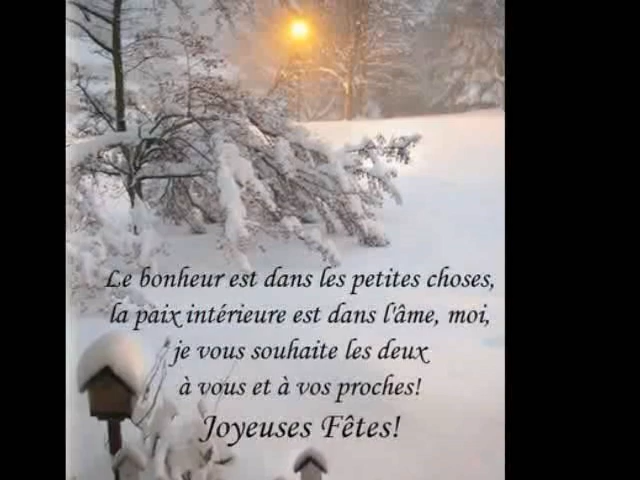 Le bonheur est dans les petites choses,
la paix intérieure est dans l'âme, moi,
je vous souhaite les deux
à vous et à vos proches!
Joyeuses Fêtes!